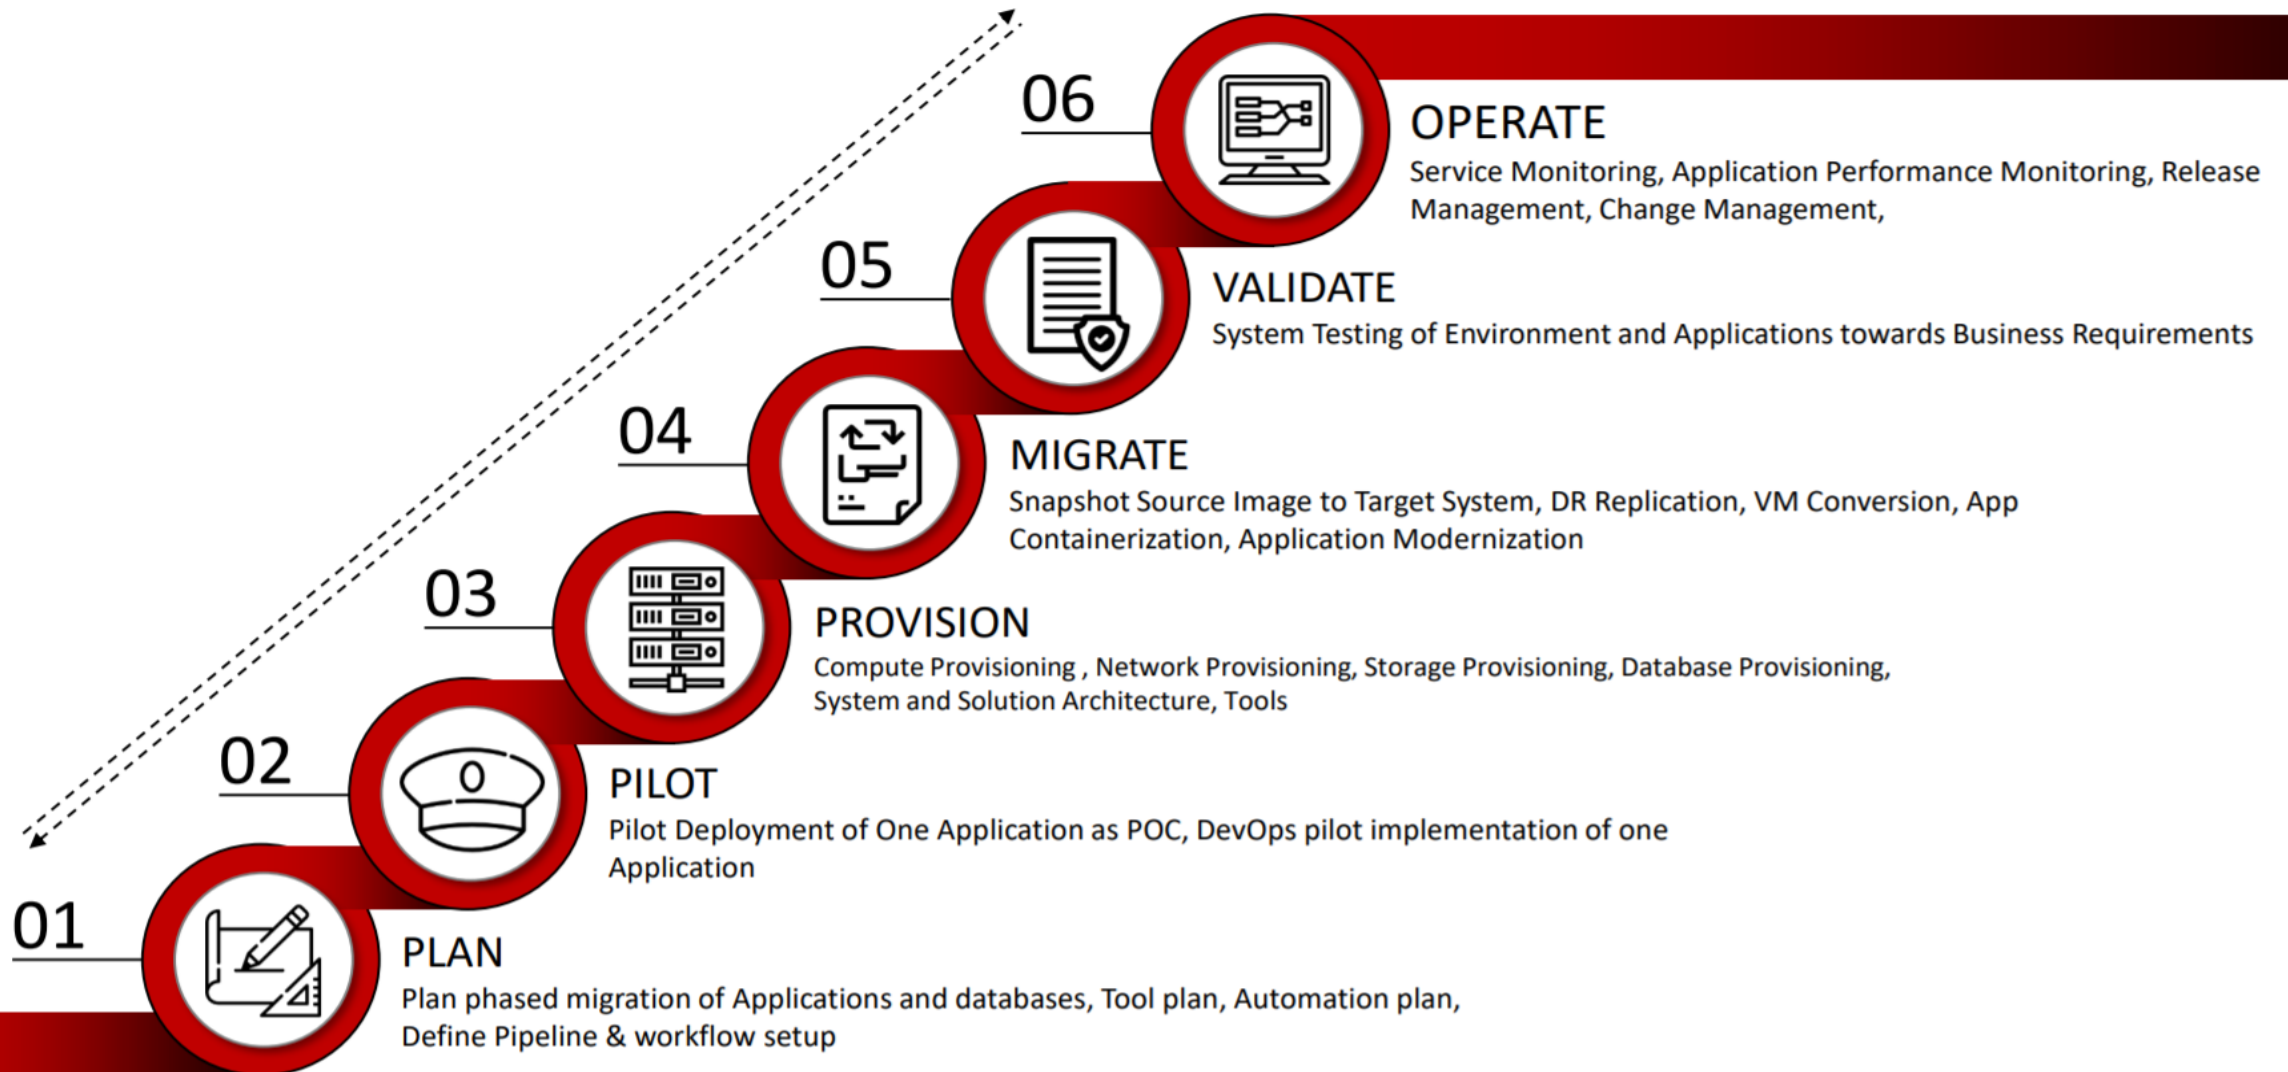 06
OPERATE
Service Monitoring, Application Performance Monitoring, Release
Management, Change Management,
05
VALIDATE
System Testing of Environment and Applications towards Business Requirements
04
MIGRATE
Snapshot Source Image to Target System, DR Replication, VM Conversion, App
Containerization, Application Modernization
03
PROVISION
Compute Provisioning , Network Provisioning, Storage Provisioning, Database Provisioning,
System and Solution Architecture, Tools
02
PILOT
Pilot Deployment of One Application as POC, DevOps pilot implementation of one
Application
01
PLAN
Plan phased migration of Applications and databases, Tool plan, Automation plan,
Define Pipeline & workflow setup